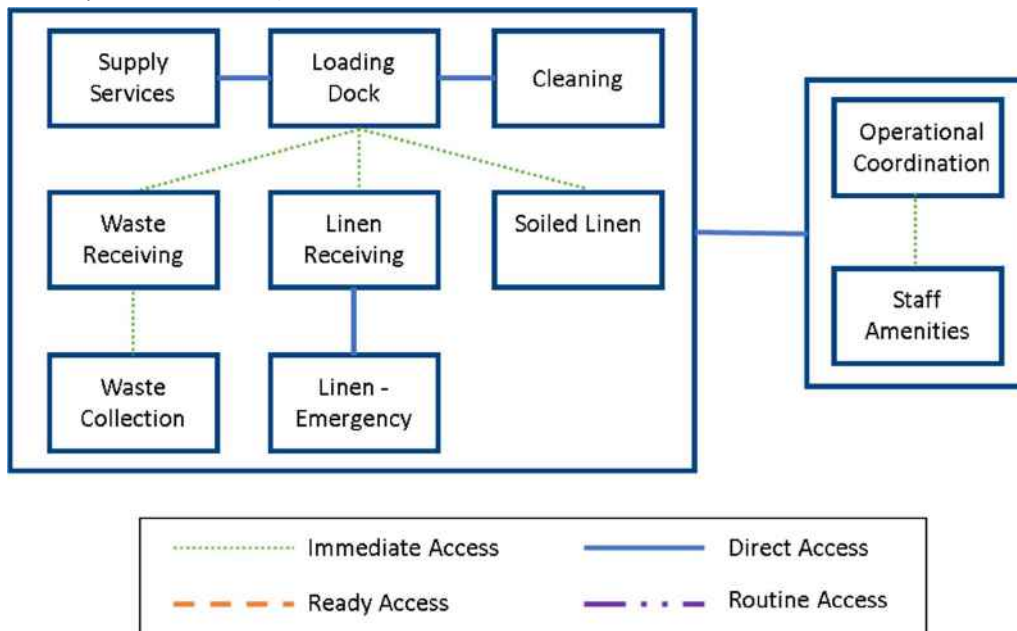 Supply
Services
Loading
Dock
Cleaning
Operational
Coordination
Waste
Receiving
Linen
Receiving
Soiled Linen
Staff
Amenities
Waste
Collection
Linen -
Emergency
Immediate Access
Direct Access
Ready Access
Routine Access